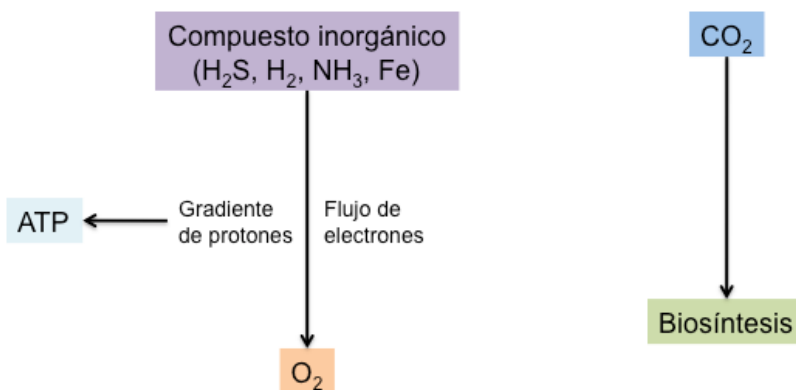 Compuesto inorgánico
(H₂S, H₂, NH₃, Fe)
CO₂
ATP
Gradiente
de protones
Flujo de
electrones
Biosíntesis
O₂